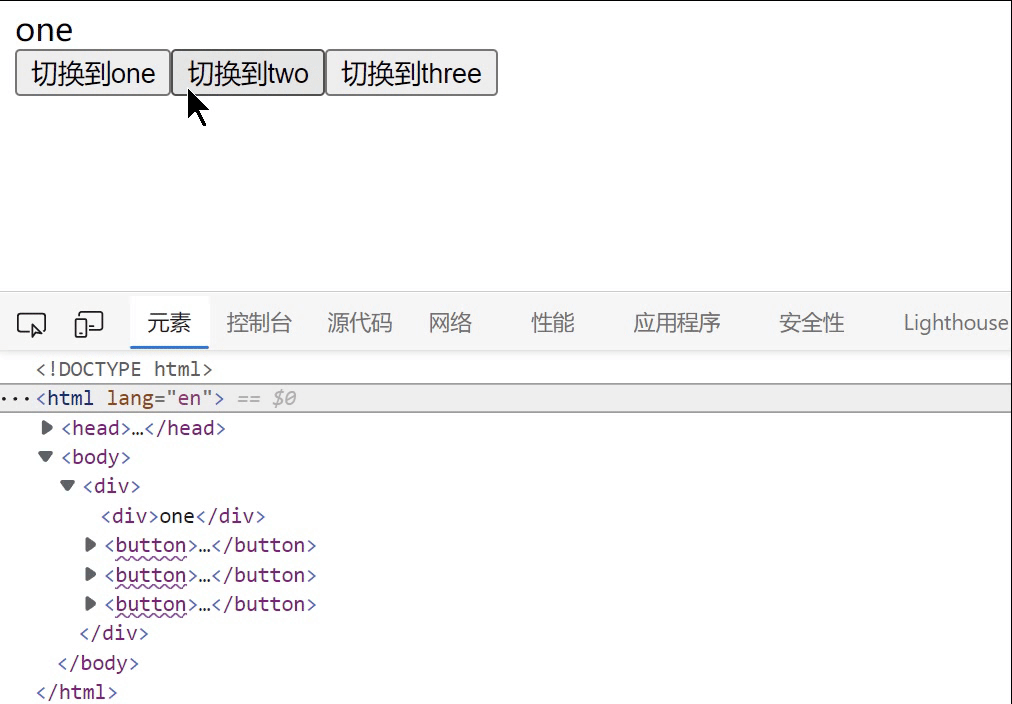 one
切换到one 切换到two 切换到three
元素 控制台 源代码 网络 性能 应用程序 安全性 Lighthouse
<!DOCTYPE html>
···<html lang="en"> == $0
<head>…</head>
<body>
<div>
<div>one</div>
<button>…</button>
<button>…</button>
<button>…</button>
</div>
</body>
</html>